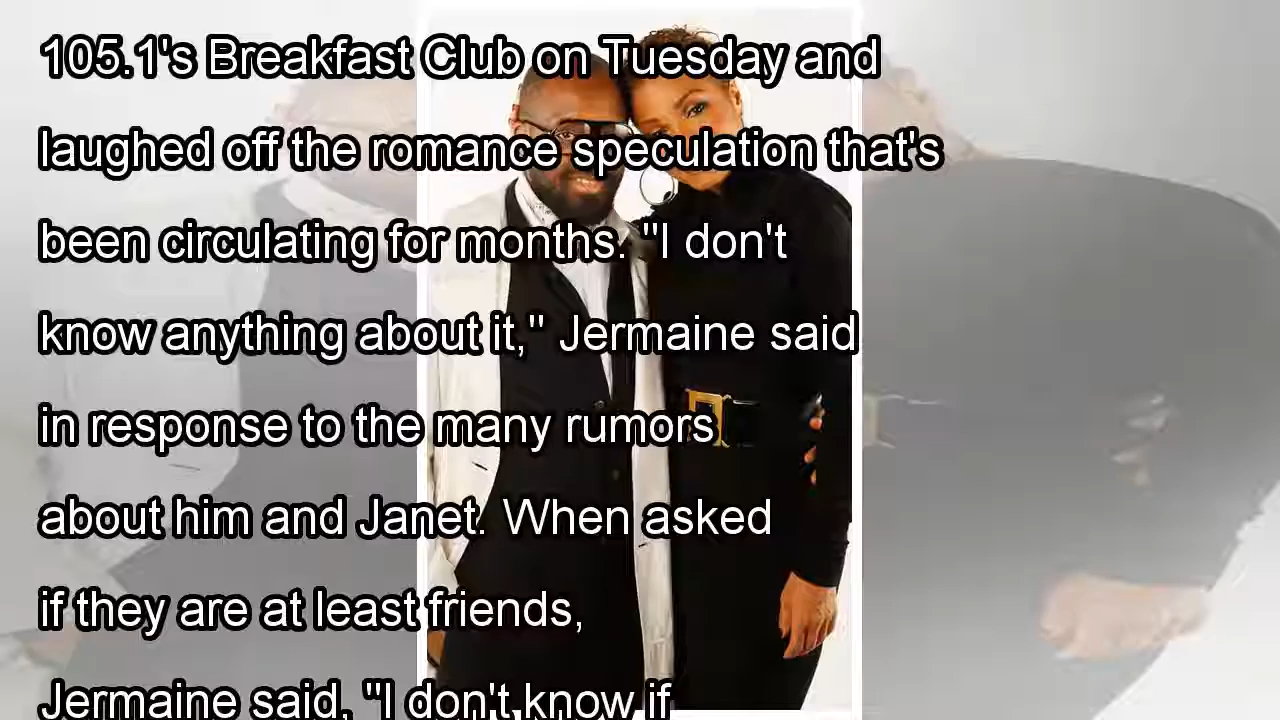 105.1's Breakfast Club on Tuesday and
laughed off the romance speculation that's
been circulating for months. "I don't
know anything about it," Jermaine said
in response to the many rumors
about him and Janet. When asked
if they are at least friends,
Jermaine said, "I don't know if